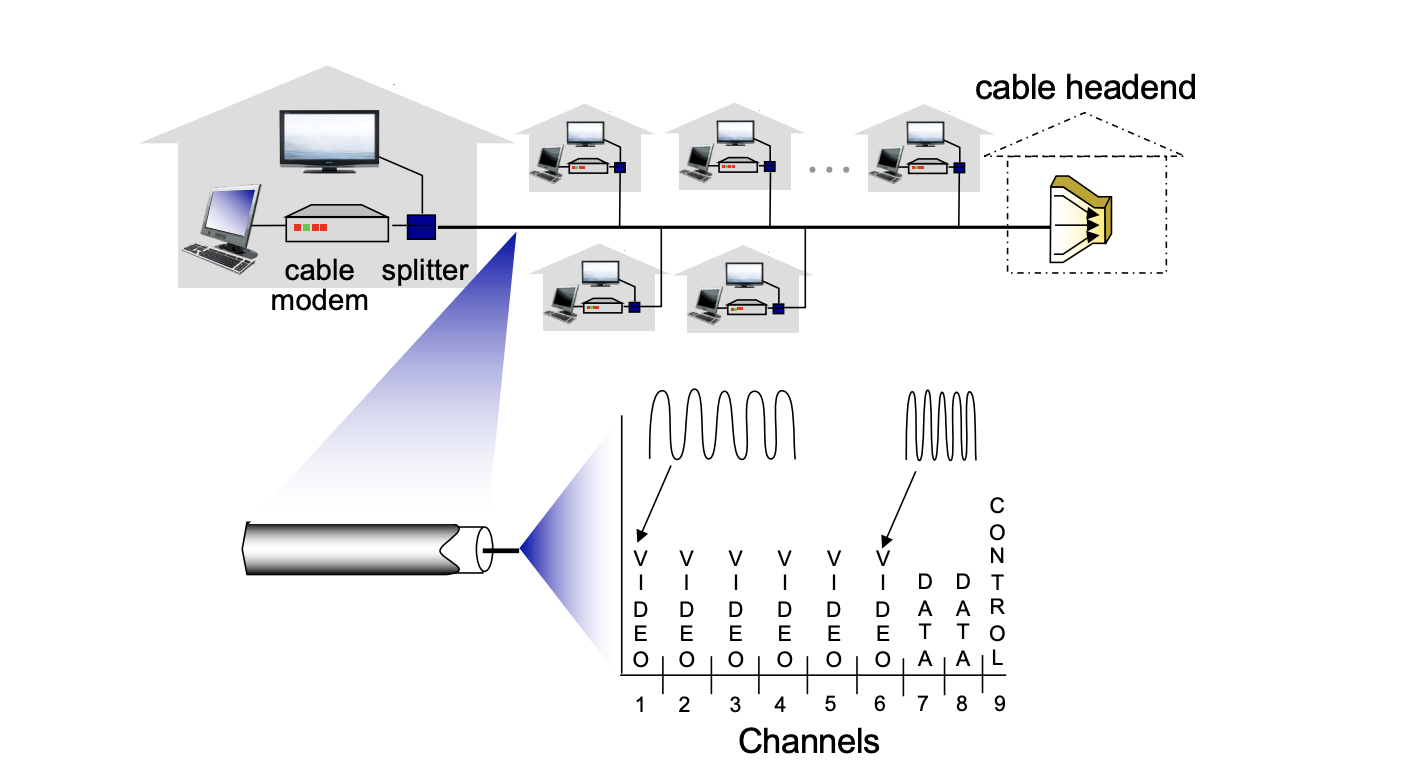 cable headend
cable
modem
splitter
VIDEO
VIDEO
VIDEO
VIDEO
VIDEO
VIDEO
DATA
DATA
CONTROL
1 2 3 4 5 6 7 8 9
Channels